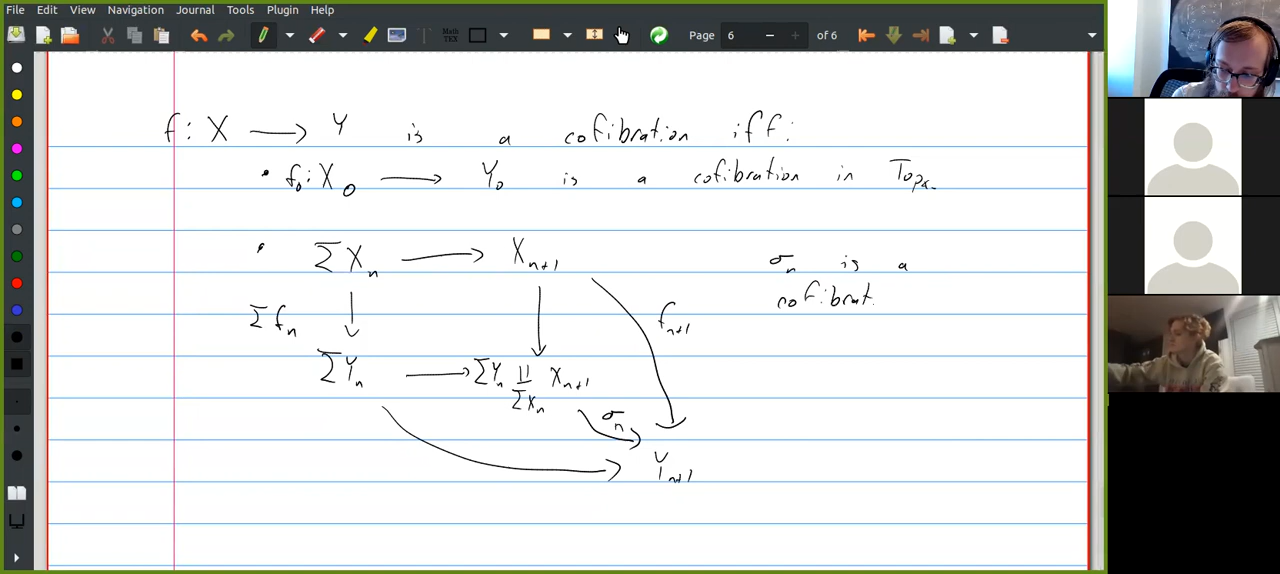 File Edit View Navigation Journal Tools Plugin Help
Math TEX Page 6 of 6
f: X ⟶ Y is a cofibration iff:
• f₀: X₀ ⟶ Y₀ is a cofibration in Top*
• ΣXₙ ⟶ Xₙ₊₁
σₙ is a
cofibrat.
Σfₙ
fₙ₊₁
ΣYₙ ⟶ ΣYₙ ∐ Xₙ₊₁
ΣXₙ
σₙ
Yₙ₊₁